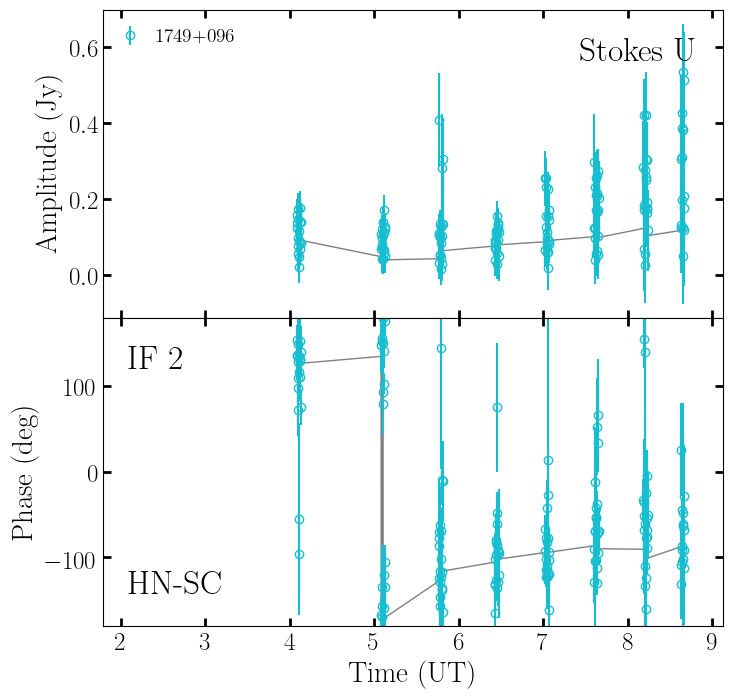 1749+096
Stokes U
0.6
0.4
0.2
0.0
Amplitude (Jy)
IF 2
100
0
−100
Phase (deg)
HN-SC
2 3 4 5 6 7 8 9
Time (UT)